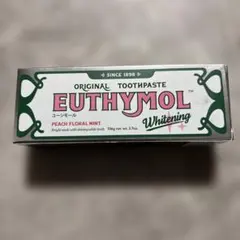 SINCE 1898
ORIGINAL TOOTHPASTE
EUTHYMOL
ユーシモール
Whitening
PEACH FLORAL MINT